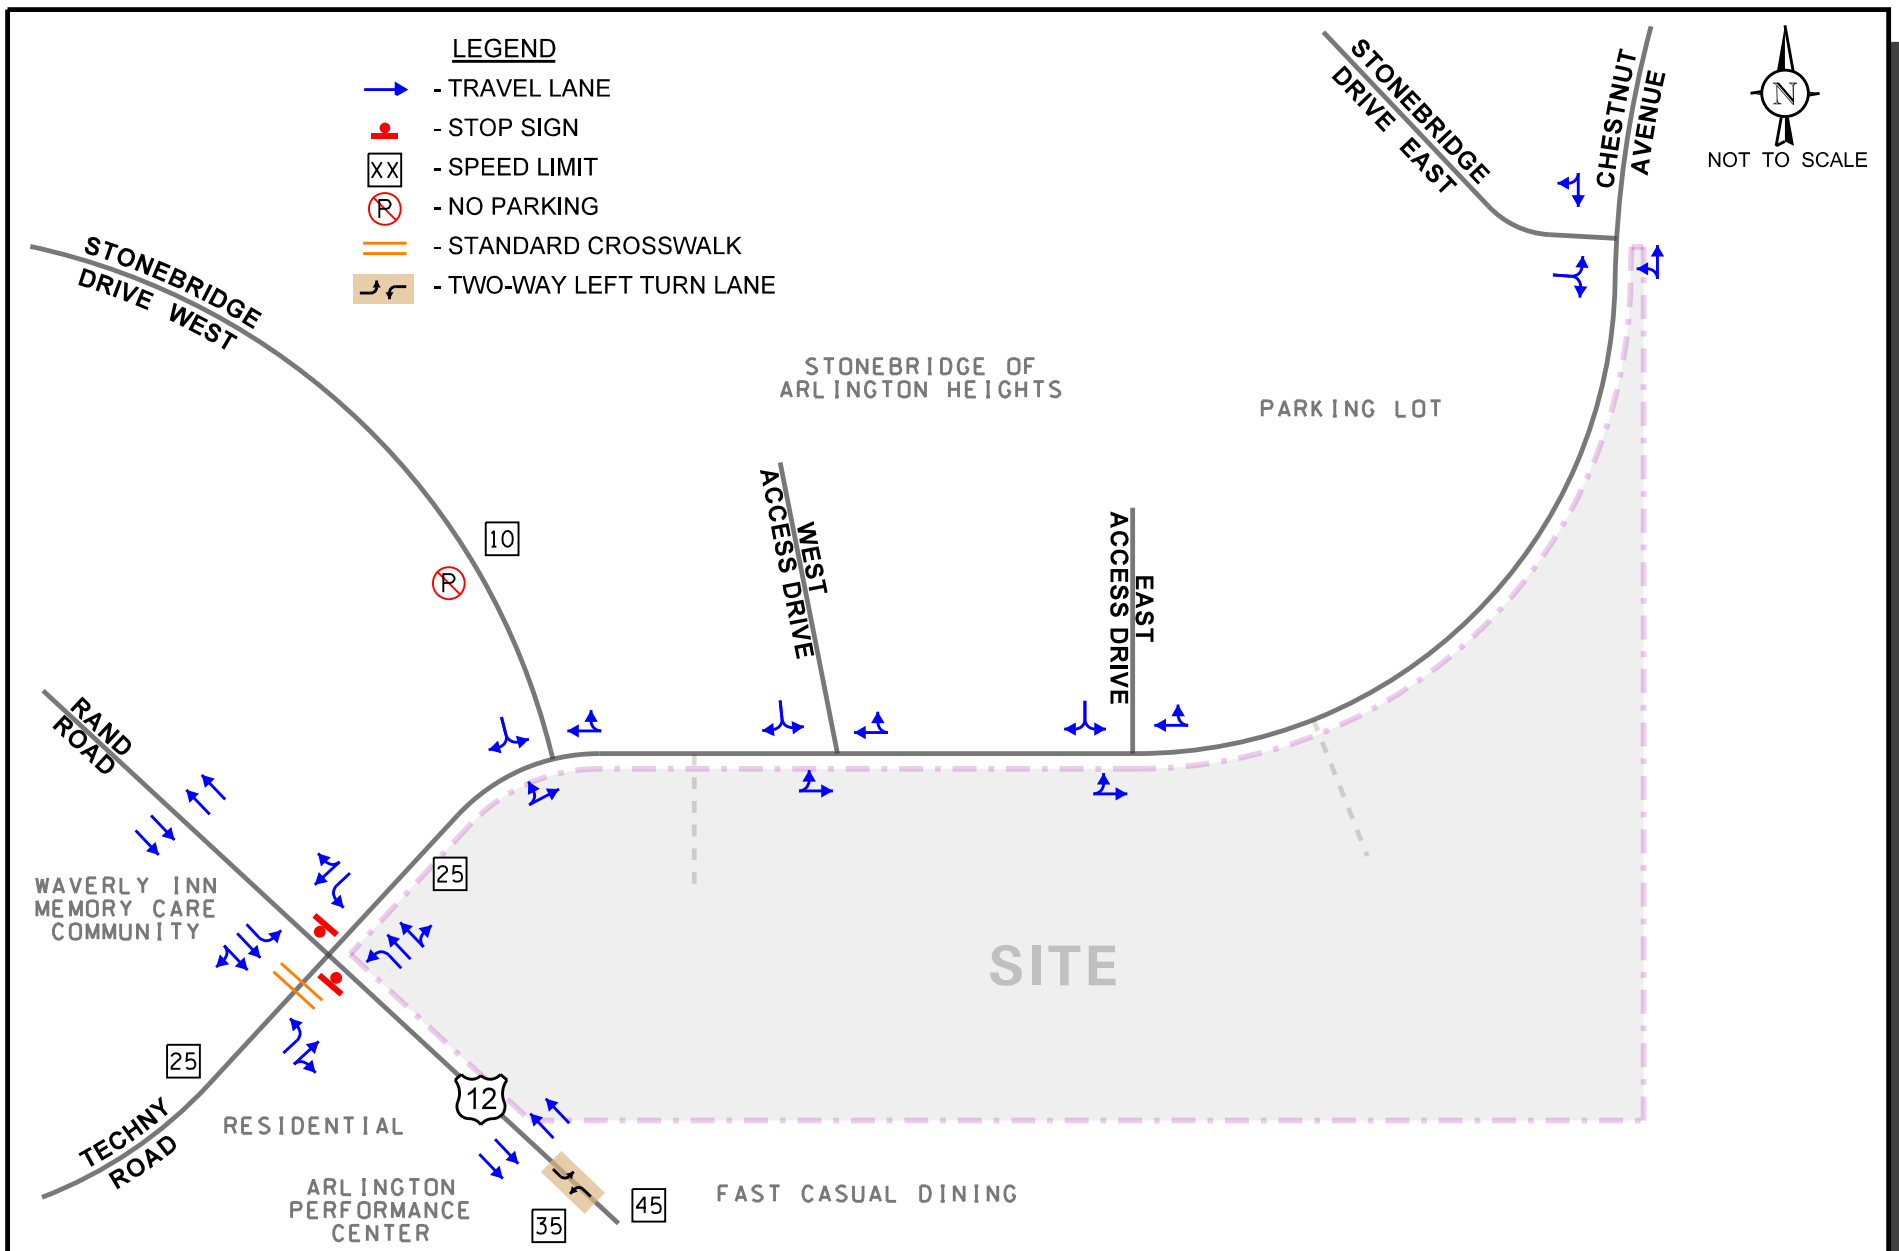 LEGEND
- TRAVEL LANE
- STOP SIGN
XX - SPEED LIMIT
P - NO PARKING
- STANDARD CROSSWALK
- TWO-WAY LEFT TURN LANE
STONEBRIDGE
DRIVE EAST
CHESTNUT
AVENUE
N
NOT TO SCALE
STONEBRIDGE
DRIVE WEST
STONEBRIDGE OF
ARLINGTON HEIGHTS
PARKING LOT
10
P
WEST
ACCESS DRIVE
EAST
ACCESS DRIVE
RAND
ROAD
25
WAVERLY INN
MEMORY CARE
COMMUNITY
SITE
25
12
TECHNY
ROAD
RESIDENTIAL
ARLINGTON
PERFORMANCE
CENTER
35
45
FAST CASUAL DINING